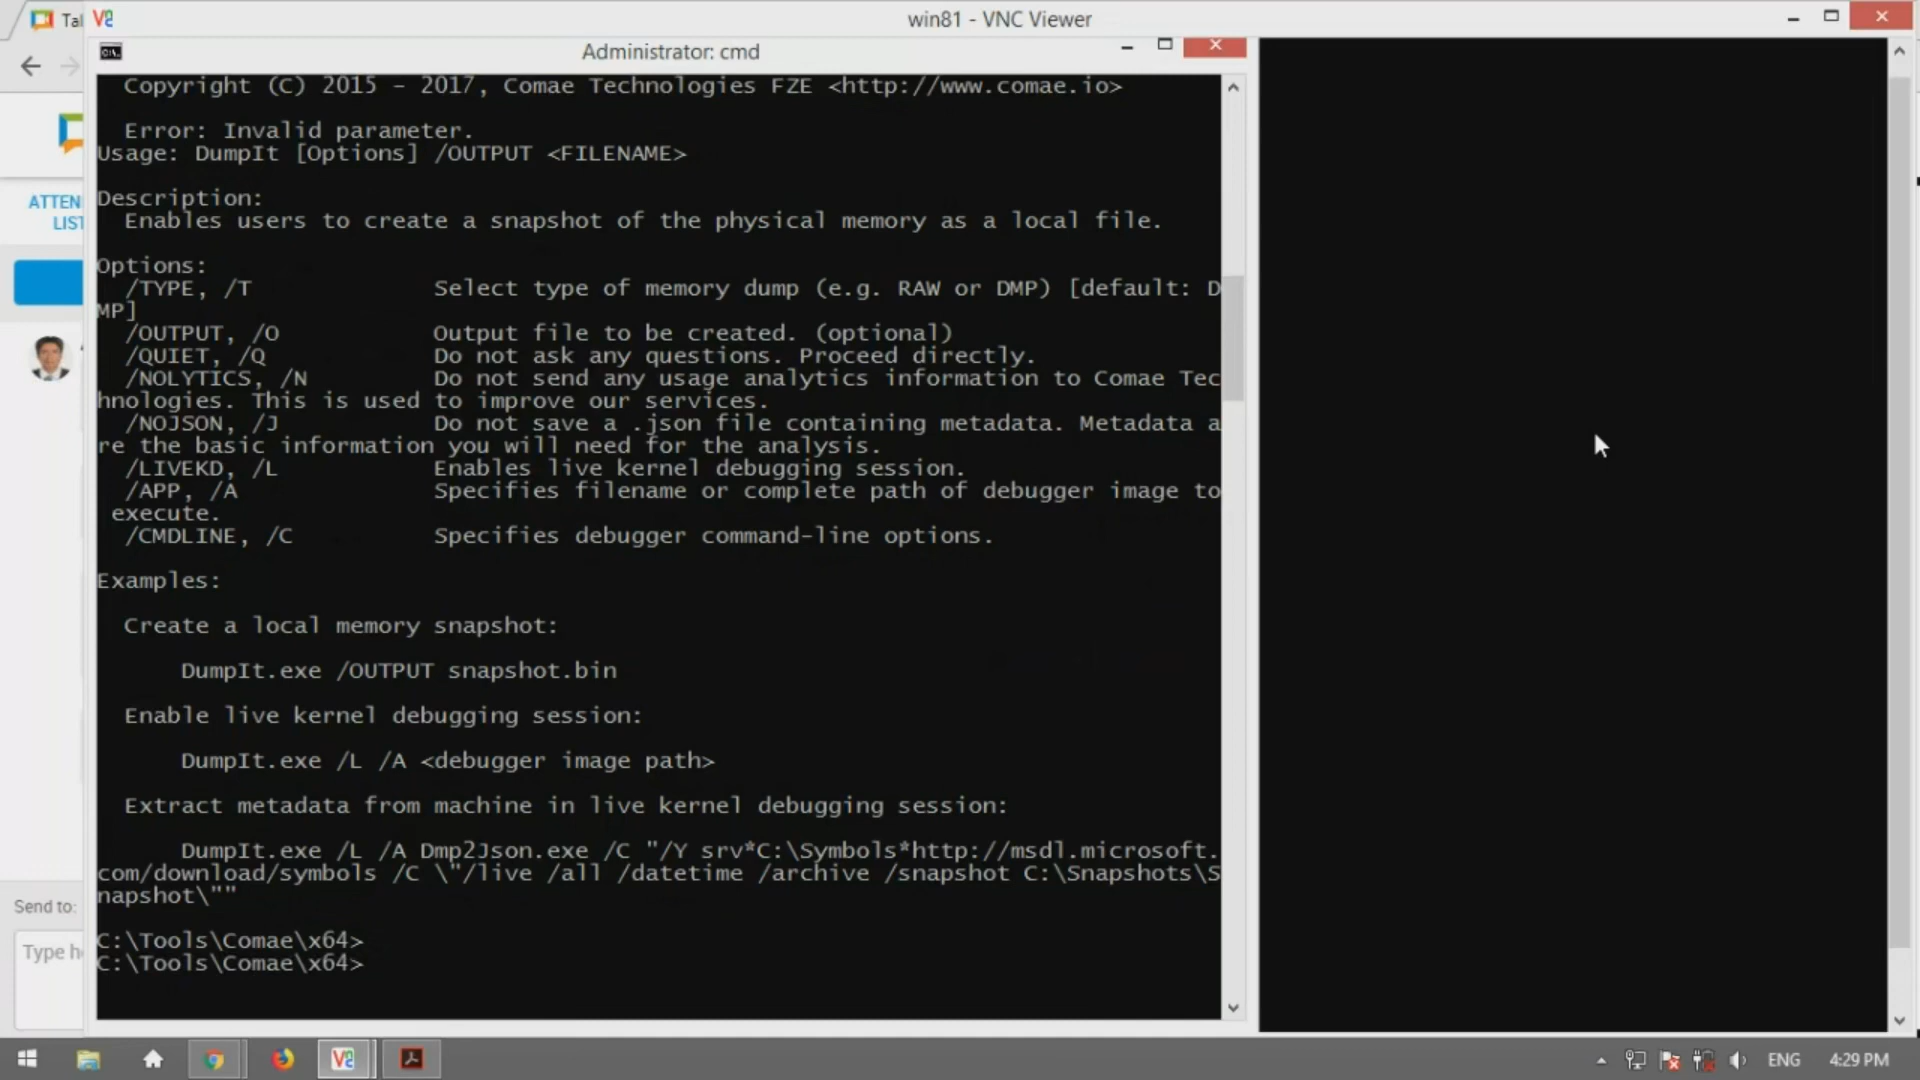 Tal
win81 - VNC Viewer
Administrator: cmd
Copyright (C) 2015 - 2017, Comae Technologies FZE <http://www.comae.io>
Error: Invalid parameter.
Usage: DumpIt [Options] /OUTPUT <FILENAME>
Description:
Enables users to create a snapshot of the physical memory as a local file.
Options:
/TYPE, /T Select type of memory dump (e.g. RAW or DMP) [default: D
MP]
/OUTPUT, /O Output file to be created. (optional)
/QUIET, /Q Do not ask any questions. Proceed directly.
/NOLYTICS, /N Do not send any usage analytics information to Comae Tec
hnologies. This is used to improve our services.
/NOJSON, /J Do not save a .json file containing metadata. Metadata a
re the basic information you will need for the analysis.
/LIVEKD, /L Enables live kernel debugging session.
/APP, /A Specifies filename or complete path of debugger image to
execute.
/CMDLINE, /C Specifies debugger command-line options.
Examples:
Create a local memory snapshot:
DumpIt.exe /OUTPUT snapshot.bin
Enable live kernel debugging session:
DumpIt.exe /L /A <debugger image path>
Extract metadata from machine in live kernel debugging session:
DumpIt.exe /L /A Dmp2Json.exe /C "/Y srv*C:\Symbols*http://msdl.microsoft.
com/download/symbols /C \"/live /all /datetime /archive /snapshot C:\Snapshots\S
napshot\""
C:\Tools\Comae\x64>
C:\Tools\Comae\x64>
ATTEN
LIST
Send to:
Type h
ENG
4:29 PM